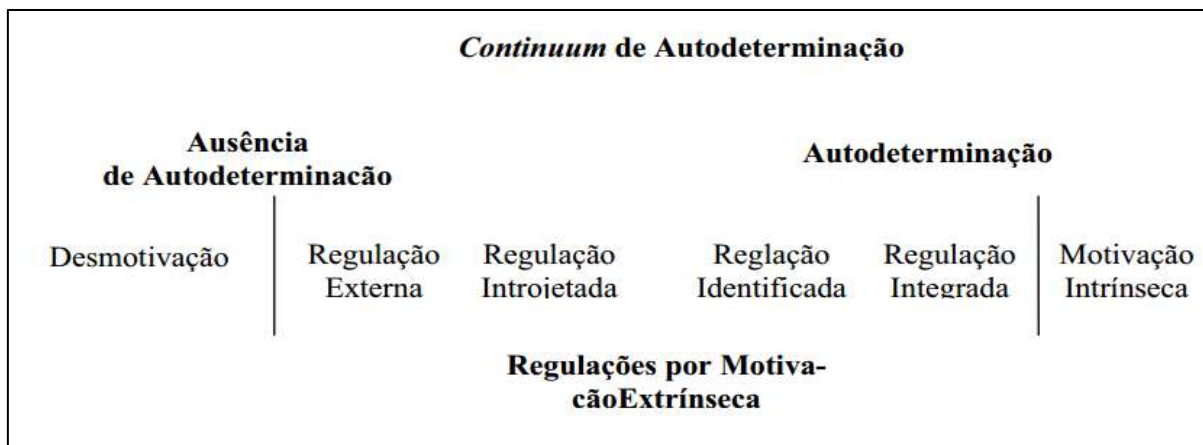 Continuum de Autodeterminação
Ausência
de Autodeterminacão
Autodeterminação
Desmotivação
Regulação
Externa
Regulação
Introjetada
Reglação
Identificada
Regulação
Integrada
Motivação
Intrínseca
Regulações por Motiva-
cãoExtrínseca